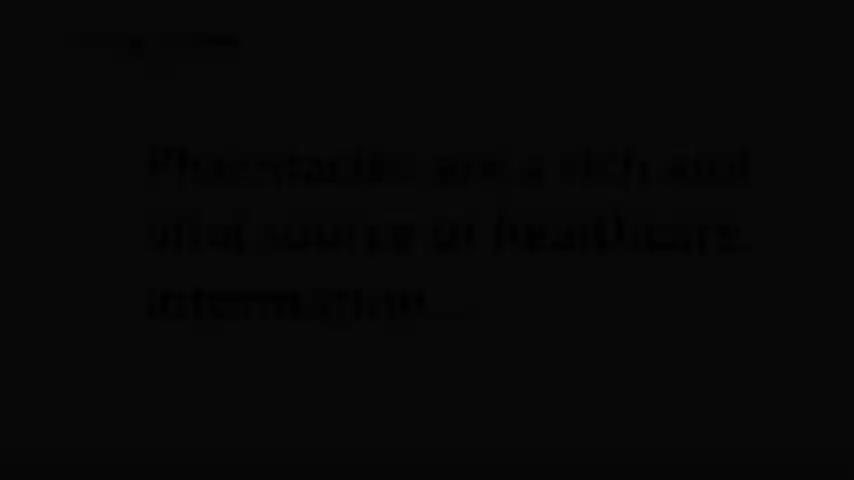 Pharmacies are a rich and
vital source of healthcare
information...